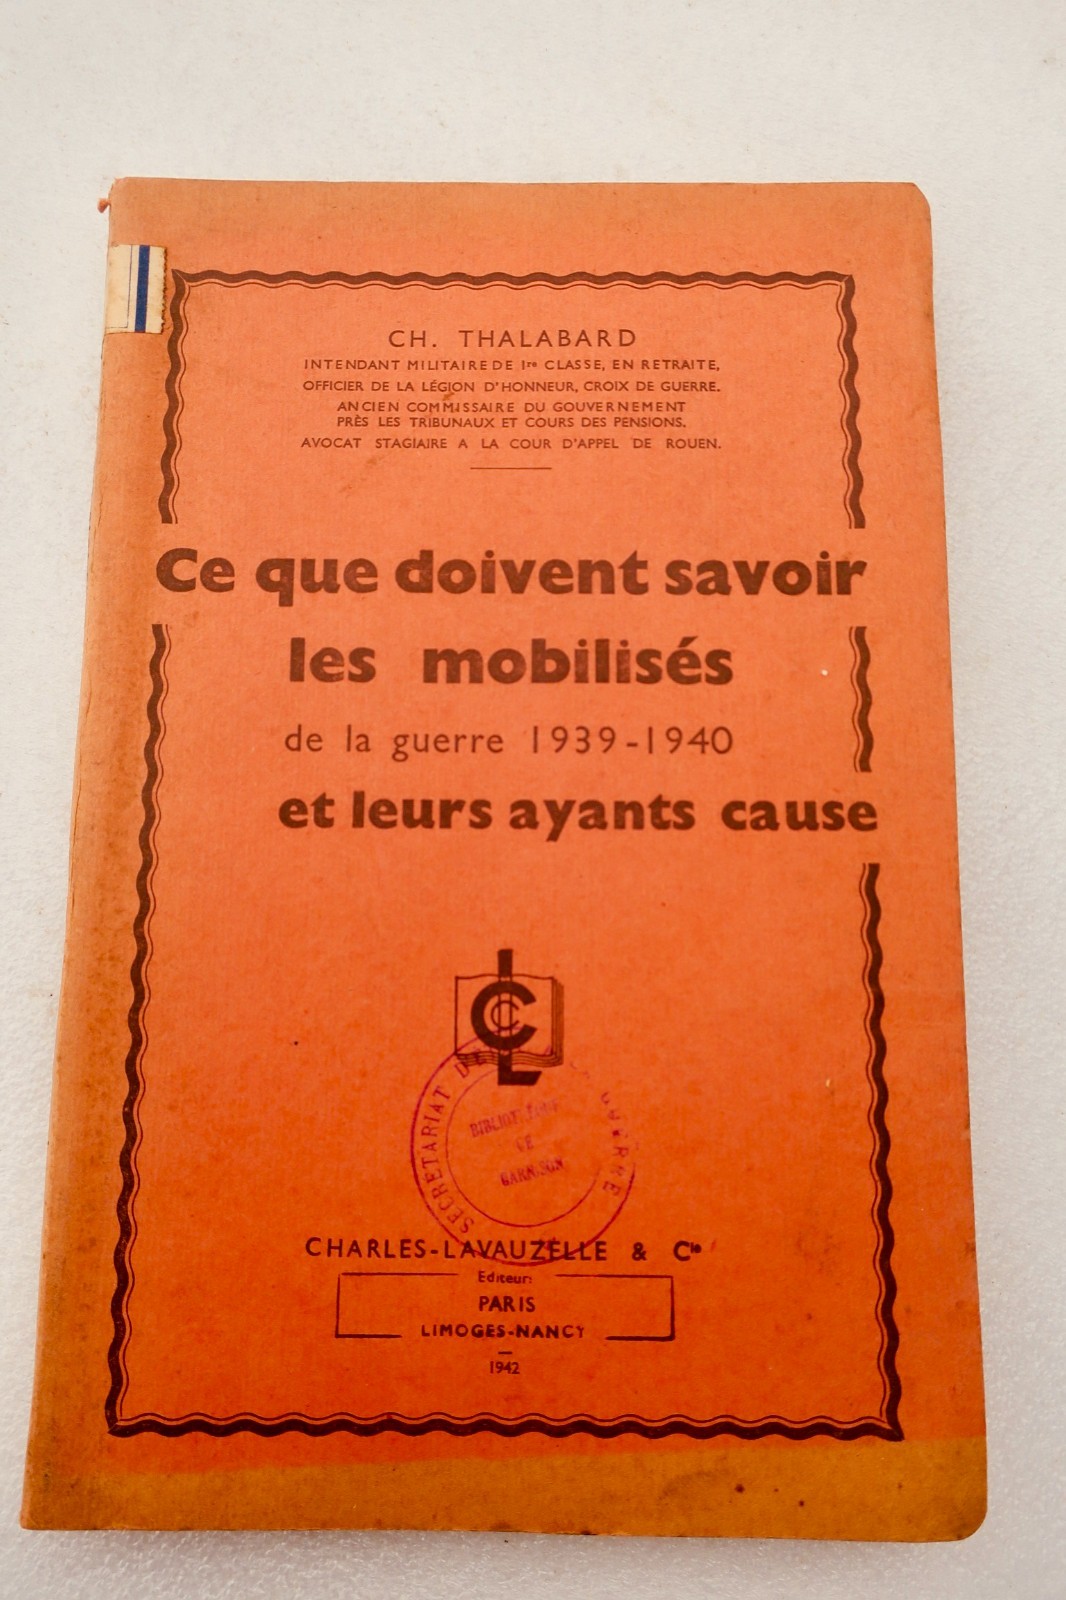 CH. THALABARD
INTENDANT MILITAIRE DE 1re CLASSE, EN RETRAITE,
OFFICIER DE LA LÉGION D'HONNEUR, CROIX DE GUERRE.
ANCIEN COMMISSAIRE DU GOUVERNEMENT
PRÈS LES TRIBUNAUX ET COURS DES PENSIONS.
AVOCAT STAGIAIRE A LA COUR D'APPEL DE ROUEN.
Ce que doivent savoir
les mobilisés
de la guerre 1939-1940
et leurs ayants cause
CL
SECRETARIAT D'E
GUERRE
BIBLIOTHÈQUE
DE
GARNISON
CHARLES-LAVAUZELLE & Cie
Editeurs
PARIS
LIMOGES-NANCY
1942